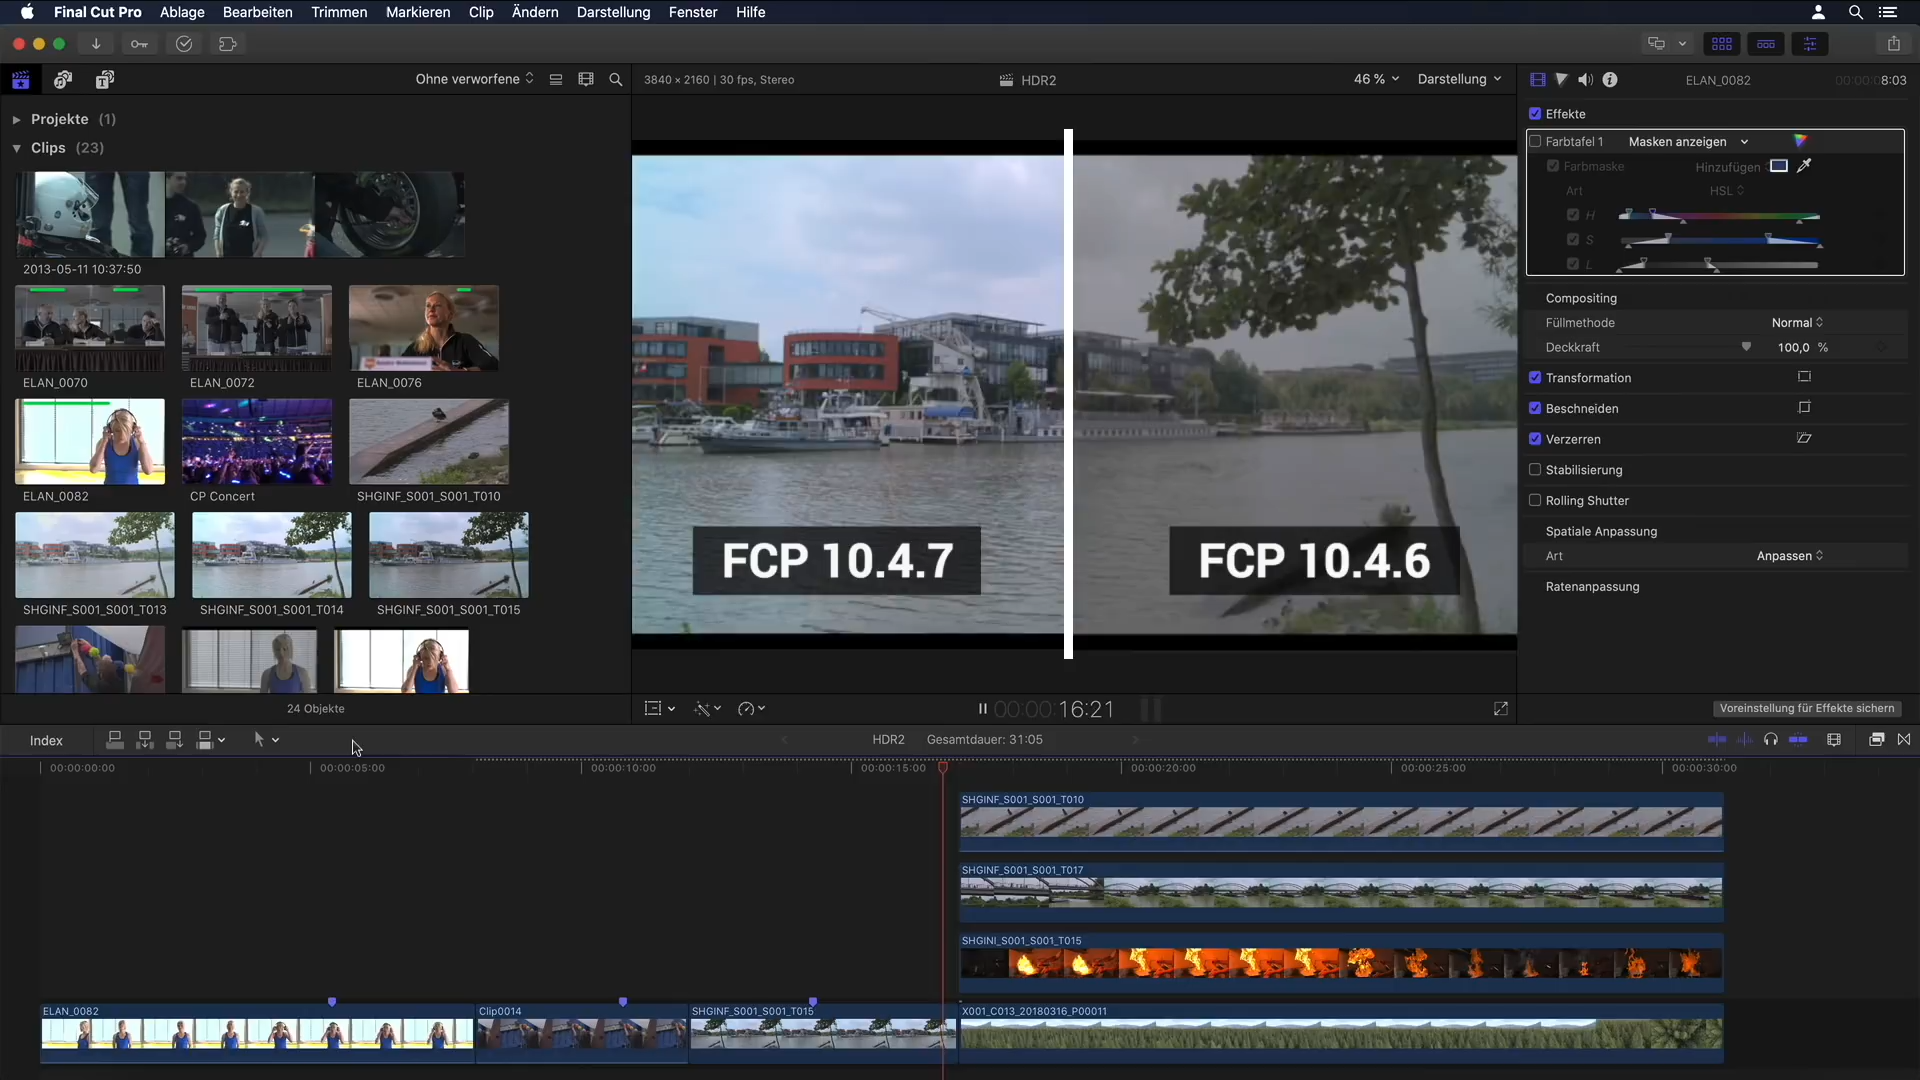 Final Cut Pro Ablage Bearbeiten Trimmen Markieren Clip Ändern Darstellung Fenster Hilfe
Ohne verworfene
3840 × 2160 | 30 fps, Stereo
HDR2
46 %
Darstellung
ELAN_0082
00:00:08:03
Projekte (1)
Clips (23)
2013-05-11 10:37:50
ELAN_0070
ELAN_0072
ELAN_0076
ELAN_0082
CP Concert
SHGINF_S001_S001_T010
SHGINF_S001_S001_T013
SHGINF_S001_S001_T014
SHGINF_S001_S001_T015
24 Objekte
FCP 10.4.7
FCP 10.4.6
00:00:16:21
Effekte
Farbtafel 1
Masken anzeigen
Farbmaske
Hinzufügen
Art
HSL
H
S
L
Compositing
Füllmethode
Normal
Deckkraft
100,0 %
Transformation
Beschneiden
Verzerren
Stabilisierung
Rolling Shutter
Spatiale Anpassung
Art
Anpassen
Ratenanpassung
Voreinstellung für Effekte sichern
Index
HDR2
Gesamtdauer: 31:05
00:00:00:00
00:00:05:00
00:00:10:00
00:00:15:00
00:00:20:00
00:00:25:00
00:00:30:00
SHGINF_S001_S001_T010
SHGINF_S001_S001_T017
SHGINI_S001_S001_T015
ELAN_0082
Clip0014
SHGINF_S001_S001_T015
X001_C013_20180316_P00011